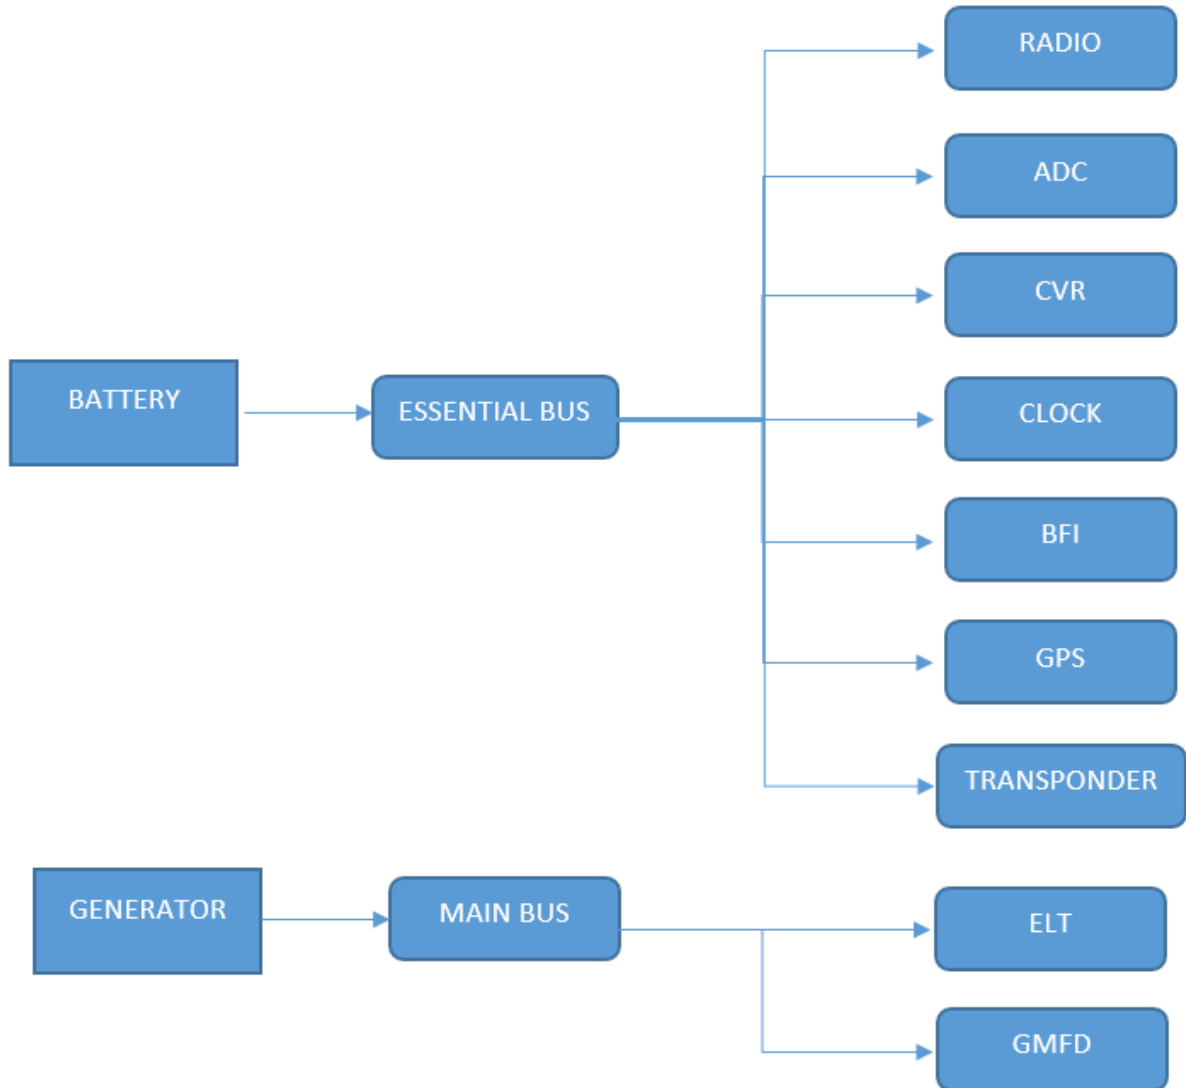 RADIO
ADC
CVR
BATTERY
ESSENTIAL BUS
CLOCK
BFI
GPS
TRANSPONDER
GENERATOR
MAIN BUS
ELT
GMFD